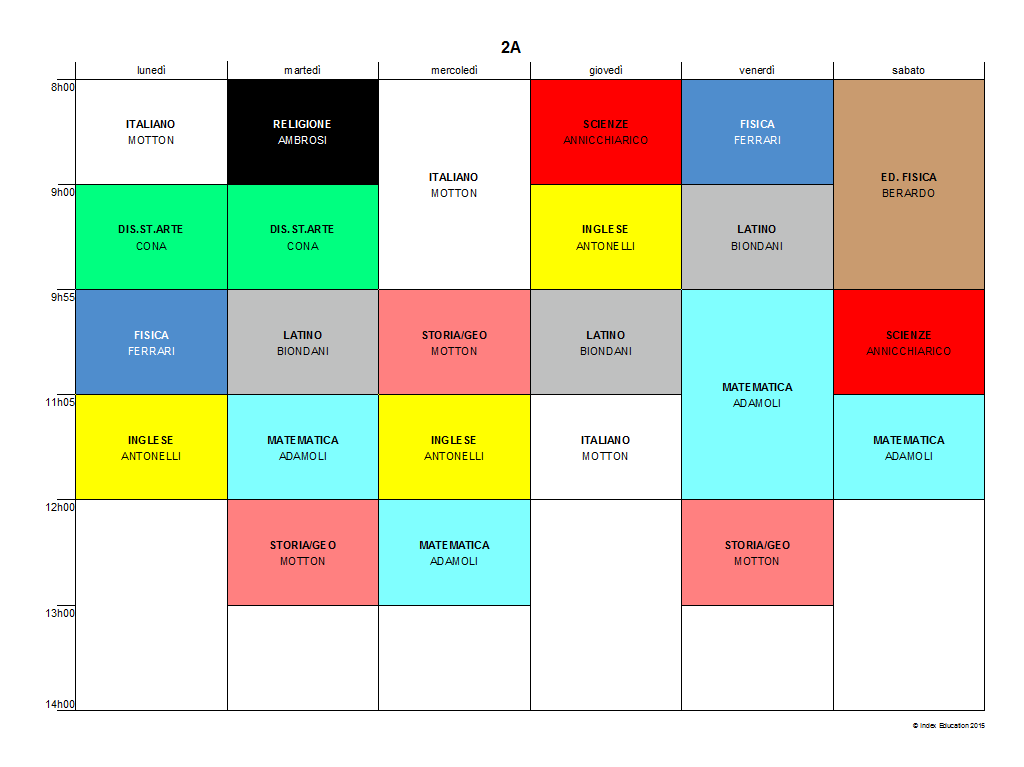 2A
lunedì
martedì
mercoledì
giovedì
venerdì
sabato
8h00
ITALIANO
MOTTON
RELIGIONE
AMBROSI
ITALIANO
MOTTON
SCIENZE
ANNICCHIARICO
FISICA
FERRARI
ED. FISICA
BERARDO
9h00
DIS.ST.ARTE
CONA
DIS.ST.ARTE
CONA
INGLESE
ANTONELLI
LATINO
BIONDANI
9h55
FISICA
FERRARI
LATINO
BIONDANI
STORIA/GEO
MOTTON
LATINO
BIONDANI
MATEMATICA
ADAMOLI
SCIENZE
ANNICCHIARICO
11h05
INGLESE
ANTONELLI
MATEMATICA
ADAMOLI
INGLESE
ANTONELLI
ITALIANO
MOTTON
MATEMATICA
ADAMOLI
12h00
STORIA/GEO
MOTTON
MATEMATICA
ADAMOLI
STORIA/GEO
MOTTON
13h00
14h00
© Index Education 2015